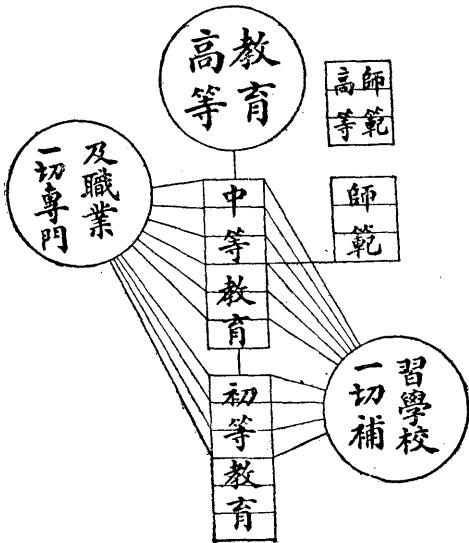 高等
教育
高等
師範
一切專門
及職業
中等教育
師範
一切補
習學校
初等教育